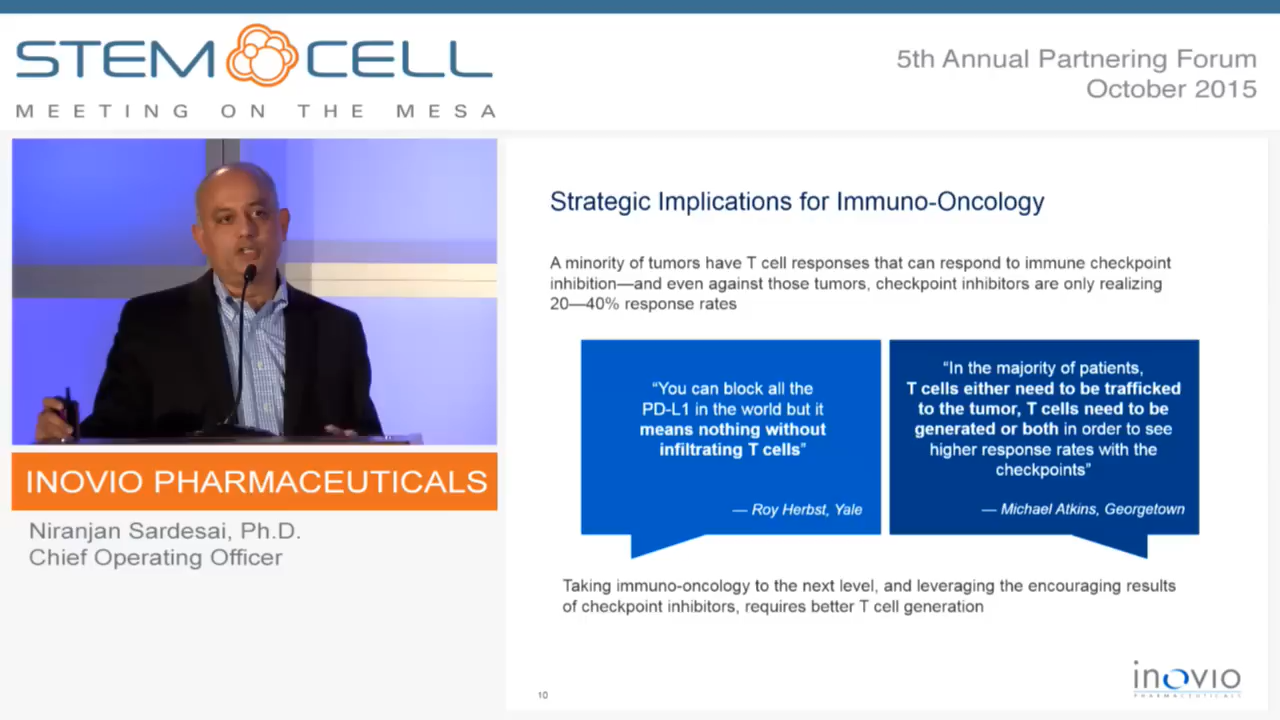 STEM CELL
MEETING ON THE MESA
5th Annual Partnering Forum
October 2015
INOVIO PHARMACEUTICALS
Niranjan Sardesai, Ph.D.
Chief Operating Officer
Strategic Implications for Immuno-Oncology
A minority of tumors have T cell responses that can respond to immune checkpoint
inhibition—and even against those tumors, checkpoint inhibitors are only realizing
20—40% response rates
“You can block all the
PD-L1 in the world but it
means nothing without
infiltrating T cells”
— Roy Herbst, Yale
“In the majority of patients,
T cells either need to be trafficked
to the tumor, T cells need to be
generated or both in order to see
higher response rates with the
checkpoints”
— Michael Atkins, Georgetown
Taking immuno-oncology to the next level, and leveraging the encouraging results
of checkpoint inhibitors, requires better T cell generation
10
inovio
PHARMACEUTICALS